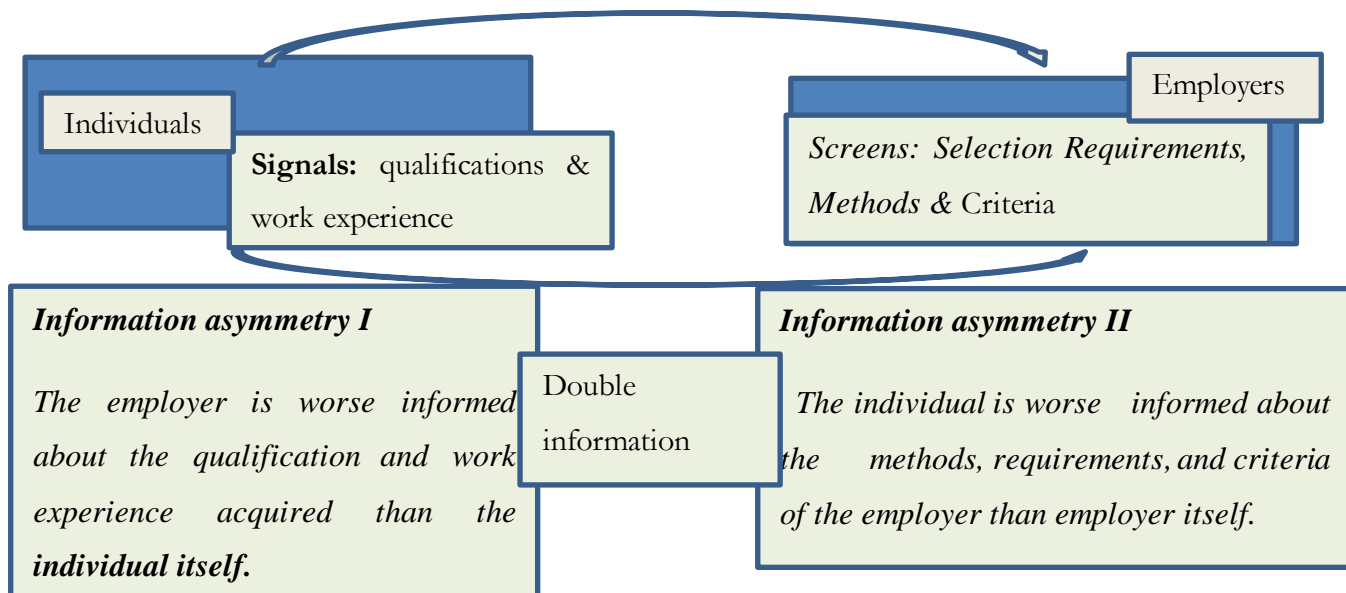 Individuals
Signals: qualifications &
work experience
Employers
Screens: Selection Requirements,
Methods & Criteria
Information asymmetry I
The employer is worse informed
about the qualification and work
experience acquired than the
individual itself.
Double
information
Information asymmetry II
The individual is worse informed about
the methods, requirements, and criteria
of the employer than employer itself.